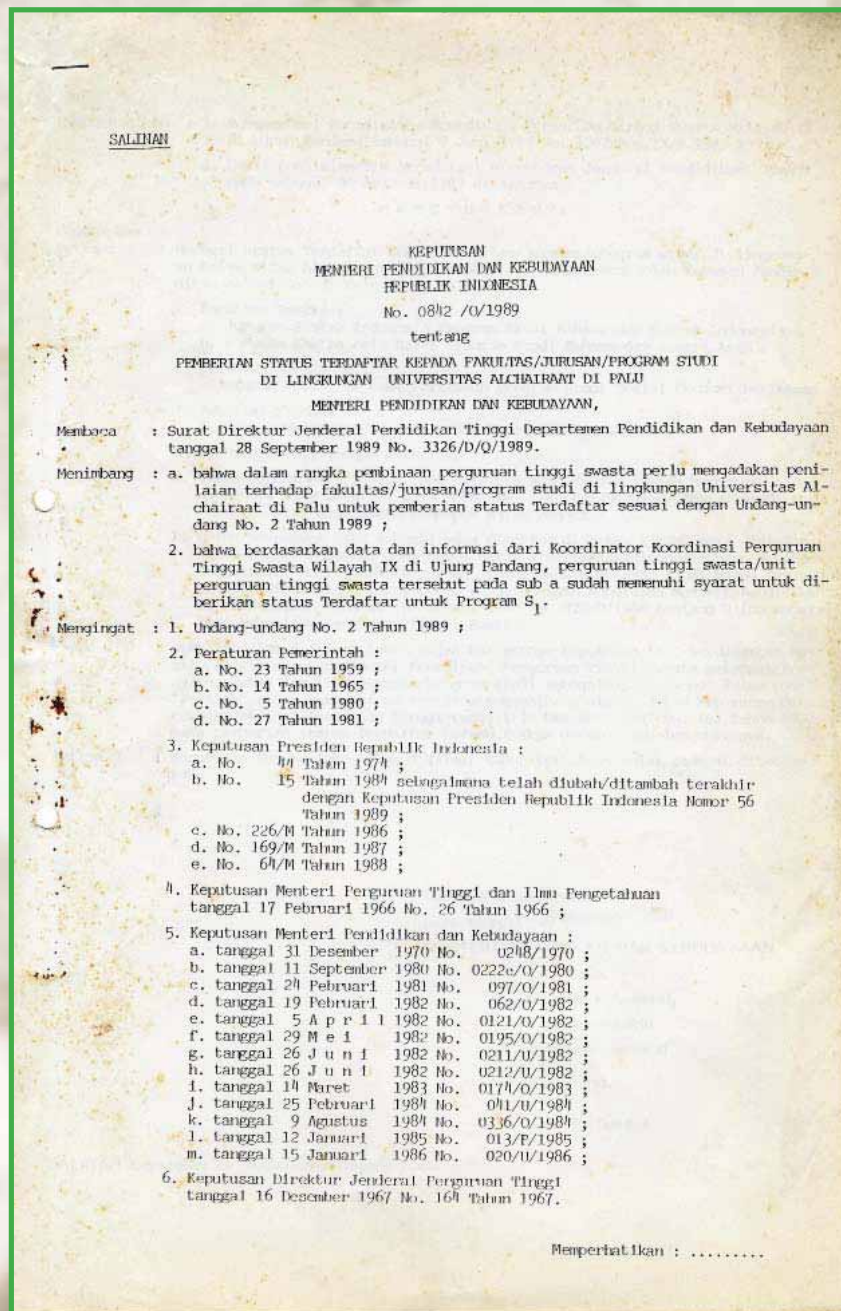 SALINAN
KEPUTUSAN
MENTERI PENDIDIKAN DAN KEBUDAYAAN
REPUBLIK INDONESIA
No. 0842 /O/1989
tentang
PEMBERIAN STATUS TERDAFTAR KEPADA FAKULTAS/JURUSAN/PROGRAM STUDI
DI LINGKUNGAN UNIVERSITAS ALCHAIRAAT DI PALU
MENTERI PENDIDIKAN DAN KEBUDAYAAN,
Membaca : Surat Direktur Jenderal Pendidikan Tinggi Departemen Pendidikan dan Kebudayaan
tanggal 28 September 1989 No. 3326/D/Q/1989.
Menimbang : a. bahwa dalam rangka pembinaan perguruan tinggi swasta perlu mengadakan peni-
laian terhadap fakultas/jurusan/program studi di lingkungan Universitas Al-
chairaat di Palu untuk pemberian status Terdaftar sesuai dengan Undang-un-
dang No. 2 Tahun 1989 ;
2. bahwa berdasarkan data dan informasi dari Koordinator Koordinasi Perguruan
Tinggi Swasta Wilayah IX di Ujung Pandang, perguruan tinggi swasta/unit
perguruan tinggi swasta tersebut pada sub a sudah memenuhi syarat untuk di-
berikan status Terdaftar untuk Program S1.
Mengingat : 1. Undang-undang No. 2 Tahun 1989 ;
2. Peraturan Pemerintah :
a. No. 23 Tahun 1959 ;
b. No. 14 Tahun 1965 ;
c. No. 5 Tahun 1980 ;
d. No. 27 Tahun 1981 ;
3. Keputusan Presiden Republik Indonesia :
a. No. 44 Tahun 1974 ;
b. No. 15 Tahun 1984 sebagaimana telah diubah/ditambah terakhir
dengan Keputusan Presiden Republik Indonesia Nomor 56
Tahun 1989 ;
c. No. 226/M Tahun 1986 ;
d. No. 169/M Tahun 1987 ;
e. No. 64/M Tahun 1988 ;
4. Keputusan Menteri Perguruan Tinggi dan Ilmu Pengetahuan
tanggal 17 Pebruari 1966 No. 26 Tahun 1966 ;
5. Keputusan Menteri Pendidikan dan Kebudayaan :
a. tanggal 31 Desember 1970 No. 0248/1970 ;
b. tanggal 11 September 1980 No. 0222e/O/1980 ;
c. tanggal 24 Pebruari 1981 No. 097/O/1981 ;
d. tanggal 19 Pebruari 1982 No. 062/O/1982 ;
e. tanggal 5 A p r i l 1982 No. 0121/O/1982 ;
f. tanggal 29 M e i 1982 No. 0195/O/1982 ;
g. tanggal 26 J u n i 1982 No. 0211/U/1982 ;
h. tanggal 26 J u n i 1982 No. 0212/U/1982 ;
i. tanggal 14 Maret 1983 No. 0174/O/1983 ;
j. tanggal 25 Pebruari 1984 No. 041/U/1984 ;
k. tanggal 9 Agustus 1984 No. 0336/O/1984 ;
l. tanggal 12 Januari 1985 No. 013/P/1985 ;
m. tanggal 15 Januari 1986 No. 020/U/1986 ;
6. Keputusan Direktur Jenderal Perguruan Tinggi
tanggal 16 Desember 1967 No. 164 Tahun 1967.
Memperhatikan : .........